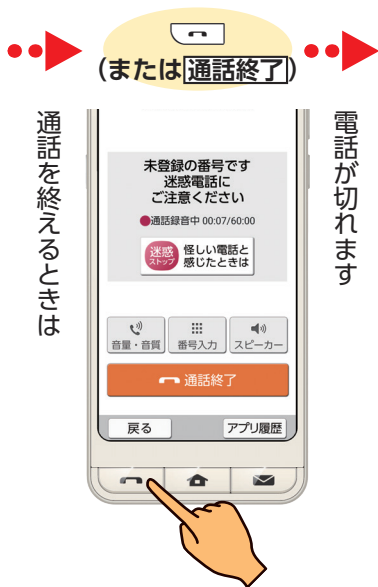 (または通話終了)
通話を終えるときは
電話が切れます
未登録の番号です
迷惑電話に
ご注意ください
●通話録音中 00:07/60:00
迷惑
ストップ
怪しい電話と
感じたときは
音量・音質
番号入力
スピーカー
通話終了
戻る
アプリ履歴